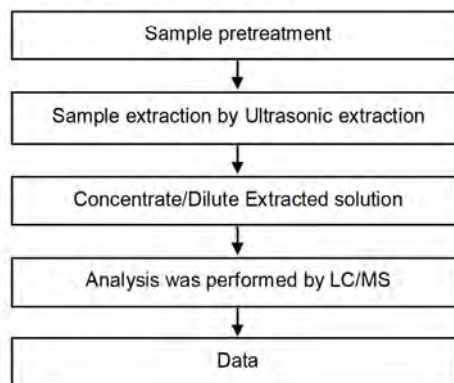 Sample pretreatment
Sample extraction by Ultrasonic extraction
Concentrate/Dilute Extracted solution
Analysis was performed by LC/MS
Data